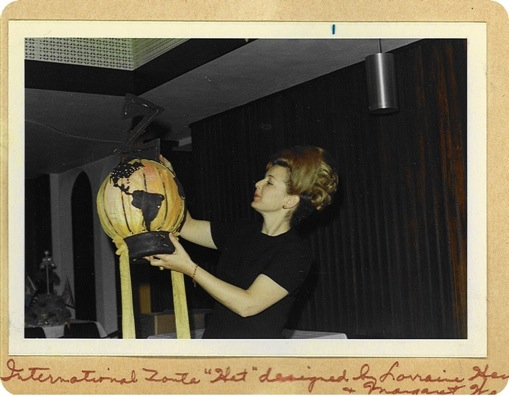 International Zonta "Hat" designed by Lorraine
& Margaret